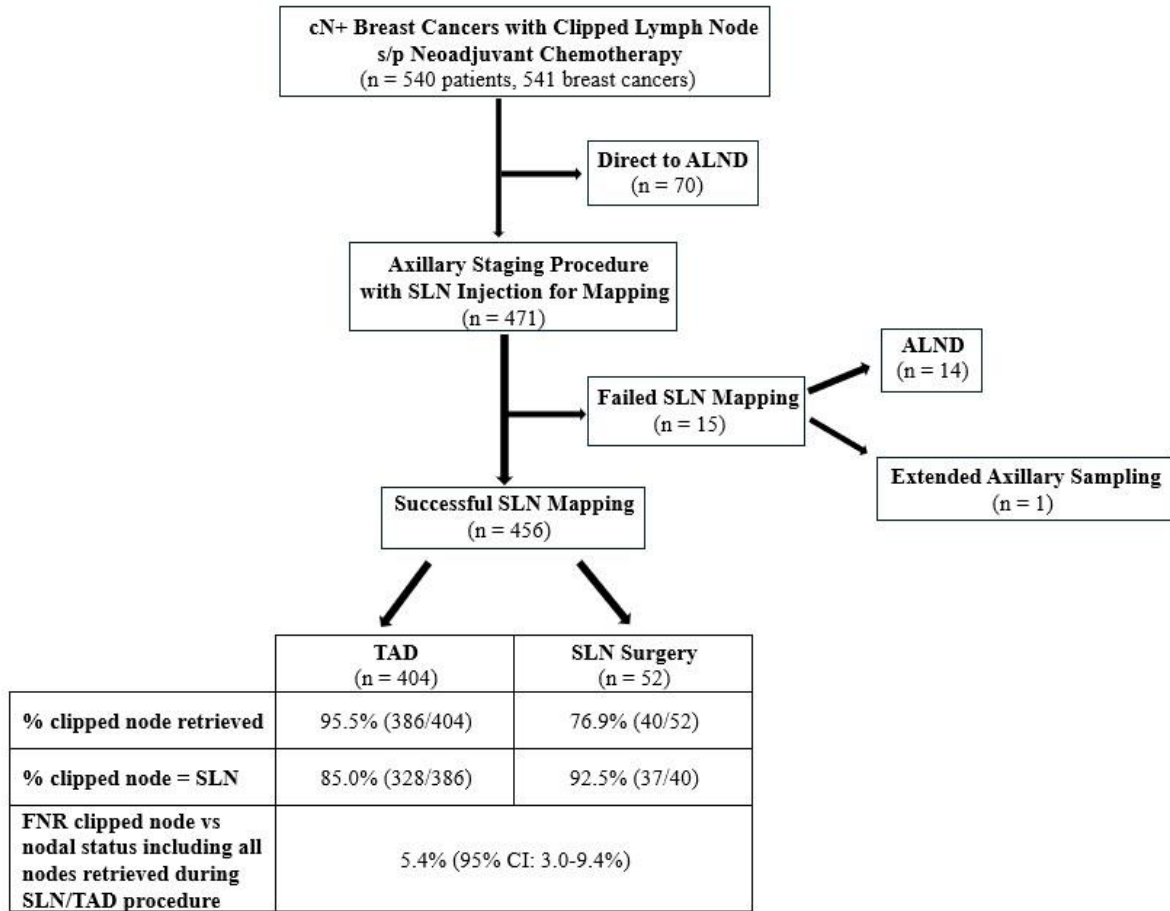 cN+ Breast Cancers with Clipped Lymph Node
s/p Neoadjuvant Chemotherapy
(n = 540 patients, 541 breast cancers)
Direct to ALND
(n = 70)
Axillary Staging Procedure
with SLN Injection for Mapping
(n = 471)
ALND
(n = 14)
Failed SLN Mapping
(n = 15)
Extended Axillary Sampling
(n = 1)
Successful SLN Mapping
(n = 456)
TAD
(n = 404)
SLN Surgery
(n = 52)
% clipped node retrieved
95.5% (386/404)
76.9% (40/52)
% clipped node = SLN
85.0% (328/386)
92.5% (37/40)
FNR clipped node vs
nodal status including all
nodes retrieved during
SLN/TAD procedure
5.4% (95% CI: 3.0-9.4%)